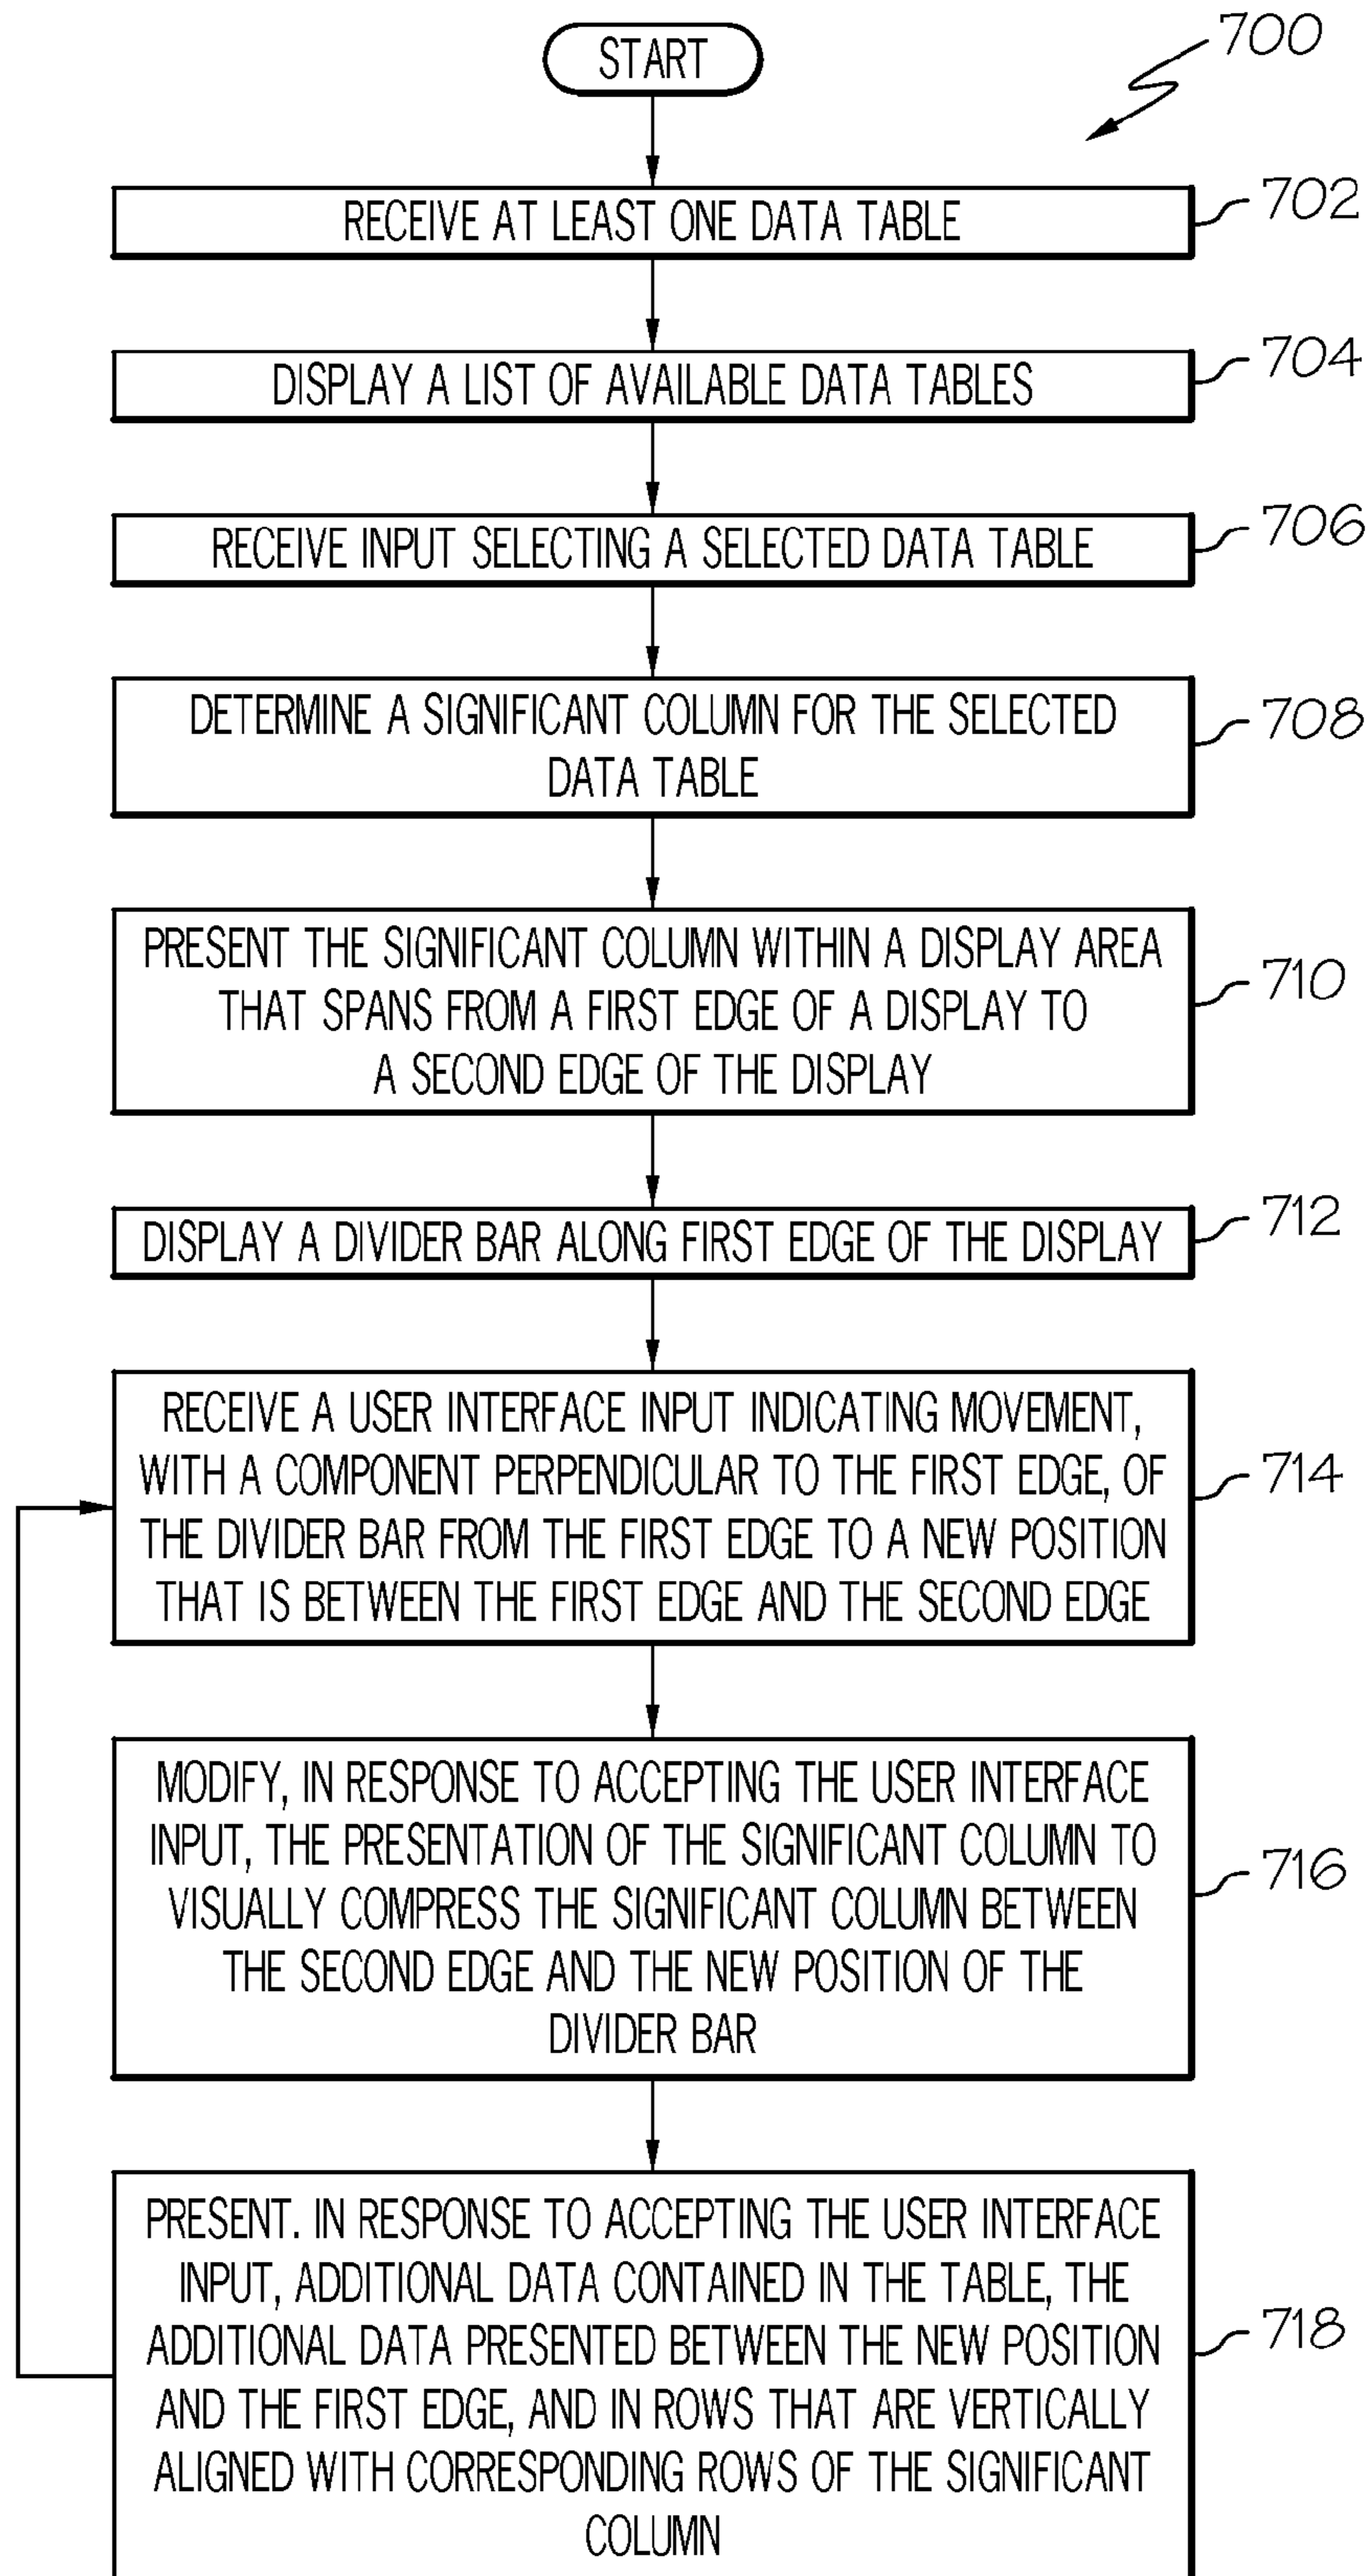 START
700
RECEIVE AT LEAST ONE DATA TABLE
702
DISPLAY A LIST OF AVAILABLE DATA TABLES
704
RECEIVE INPUT SELECTING A SELECTED DATA TABLE
706
DETERMINE A SIGNIFICANT COLUMN FOR THE SELECTED
DATA TABLE
708
PRESENT THE SIGNIFICANT COLUMN WITHIN A DISPLAY AREA
THAT SPANS FROM A FIRST EDGE OF A DISPLAY TO
A SECOND EDGE OF THE DISPLAY
710
DISPLAY A DIVIDER BAR ALONG FIRST EDGE OF THE DISPLAY
712
RECEIVE A USER INTERFACE INPUT INDICATING MOVEMENT,
WITH A COMPONENT PERPENDICULAR TO THE FIRST EDGE, OF
THE DIVIDER BAR FROM THE FIRST EDGE TO A NEW POSITION
THAT IS BETWEEN THE FIRST EDGE AND THE SECOND EDGE
714
MODIFY, IN RESPONSE TO ACCEPTING THE USER INTERFACE
INPUT, THE PRESENTATION OF THE SIGNIFICANT COLUMN TO
VISUALLY COMPRESS THE SIGNIFICANT COLUMN BETWEEN
THE SECOND EDGE AND THE NEW POSITION OF THE
DIVIDER BAR
716
PRESENT. IN RESPONSE TO ACCEPTING THE USER INTERFACE
INPUT, ADDITIONAL DATA CONTAINED IN THE TABLE, THE
ADDITIONAL DATA PRESENTED BETWEEN THE NEW POSITION
AND THE FIRST EDGE, AND IN ROWS THAT ARE VERTICALLY
ALIGNED WITH CORRESPONDING ROWS OF THE SIGNIFICANT
COLUMN
718